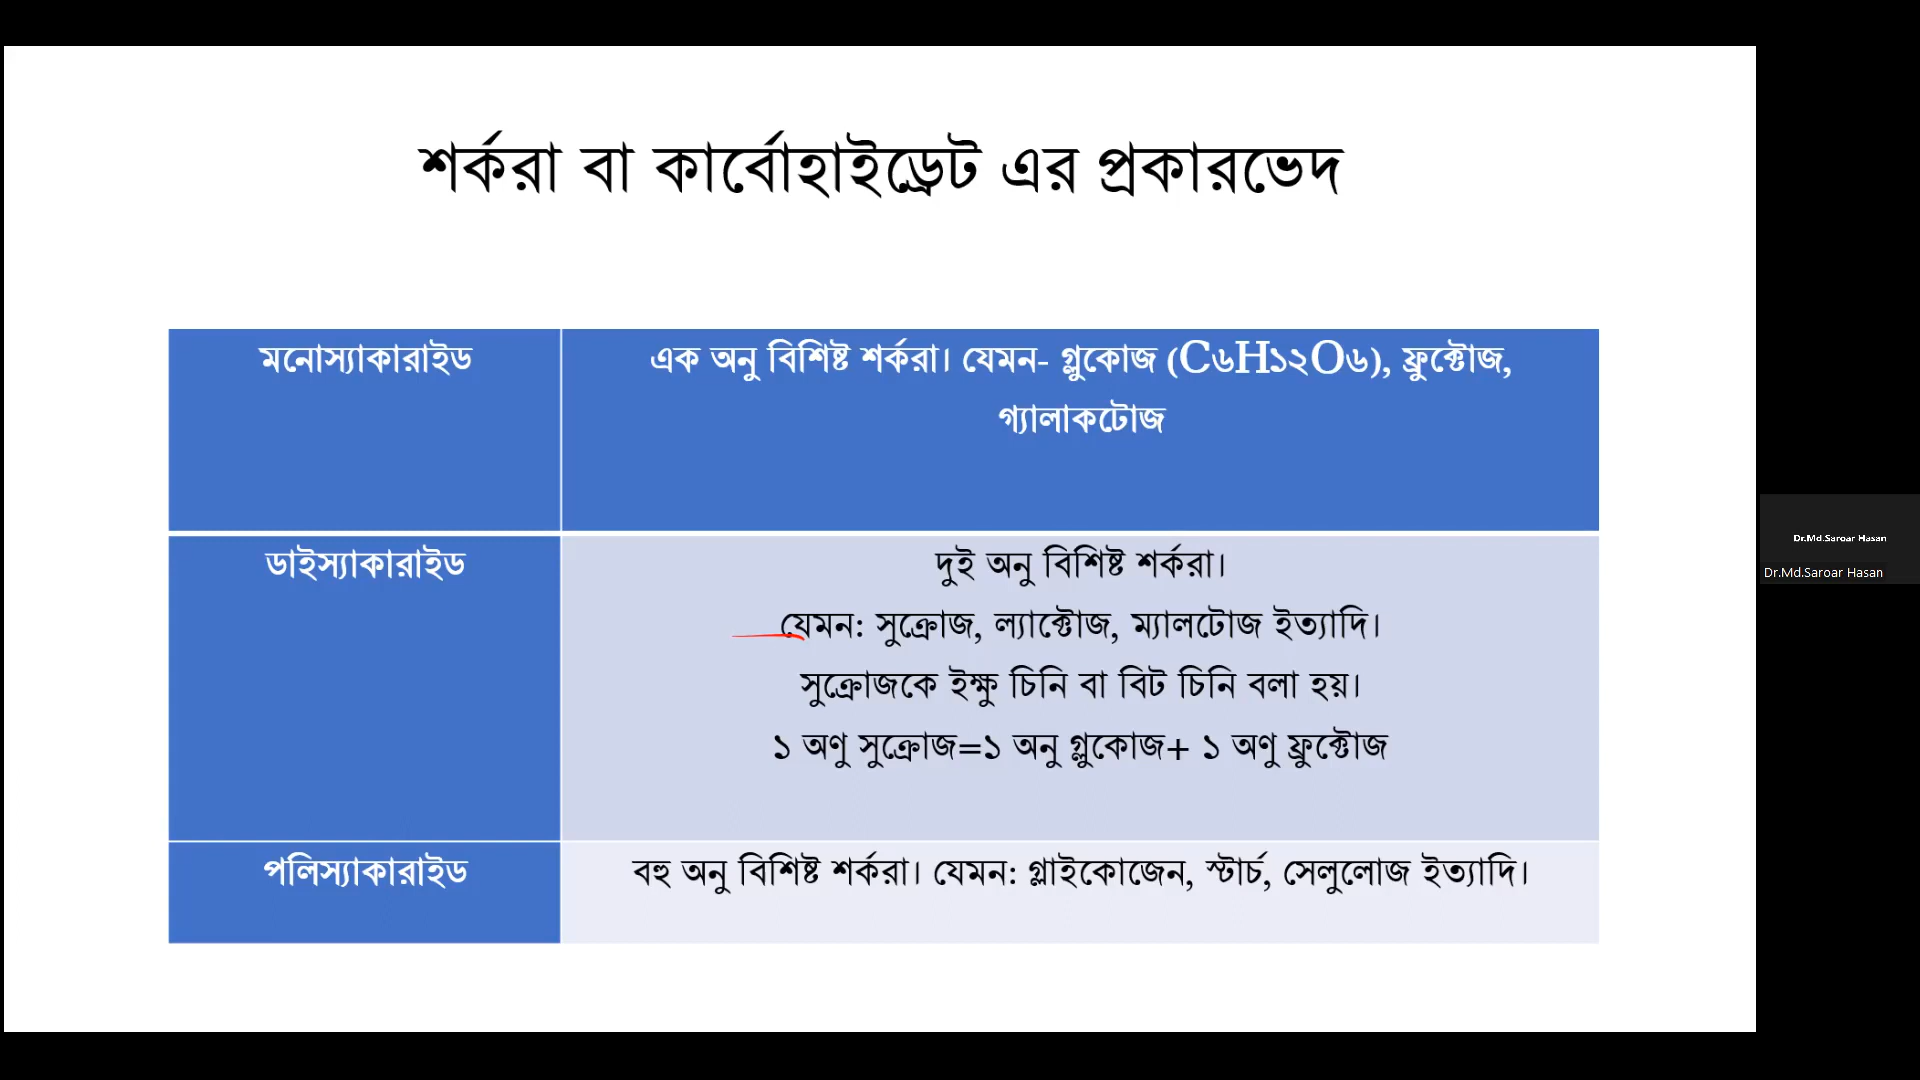 শর্করা বা কার্বোহাইড্রেট এর প্রকারভেদ
মনোস্যাকারাইড
এক অনু বিশিষ্ট শর্করা। যেমন- গ্লুকোজ (C৬H১২O৬), ফ্রুক্টোজ,
গ্যালাকটোজ
ডাইস্যাকারাইড
দুই অনু বিশিষ্ট শর্করা।
যেমন: সুক্রোজ, ল্যাক্টোজ, ম্যালটোজ ইত্যাদি।
সুক্রোজকে ইক্ষু চিনি বা বিট চিনি বলা হয়।
১ অণু সুক্রোজ=১ অনু গ্লুকোজ+ ১ অণু ফ্রুক্টোজ
পলিস্যাকারাইড
বহু অনু বিশিষ্ট শর্করা। যেমন: গ্লাইকোজেন, স্টার্চ, সেলুলোজ ইত্যাদি।
Dr.Md.Saroar Hasan
Dr.Md.Saroar Hasan